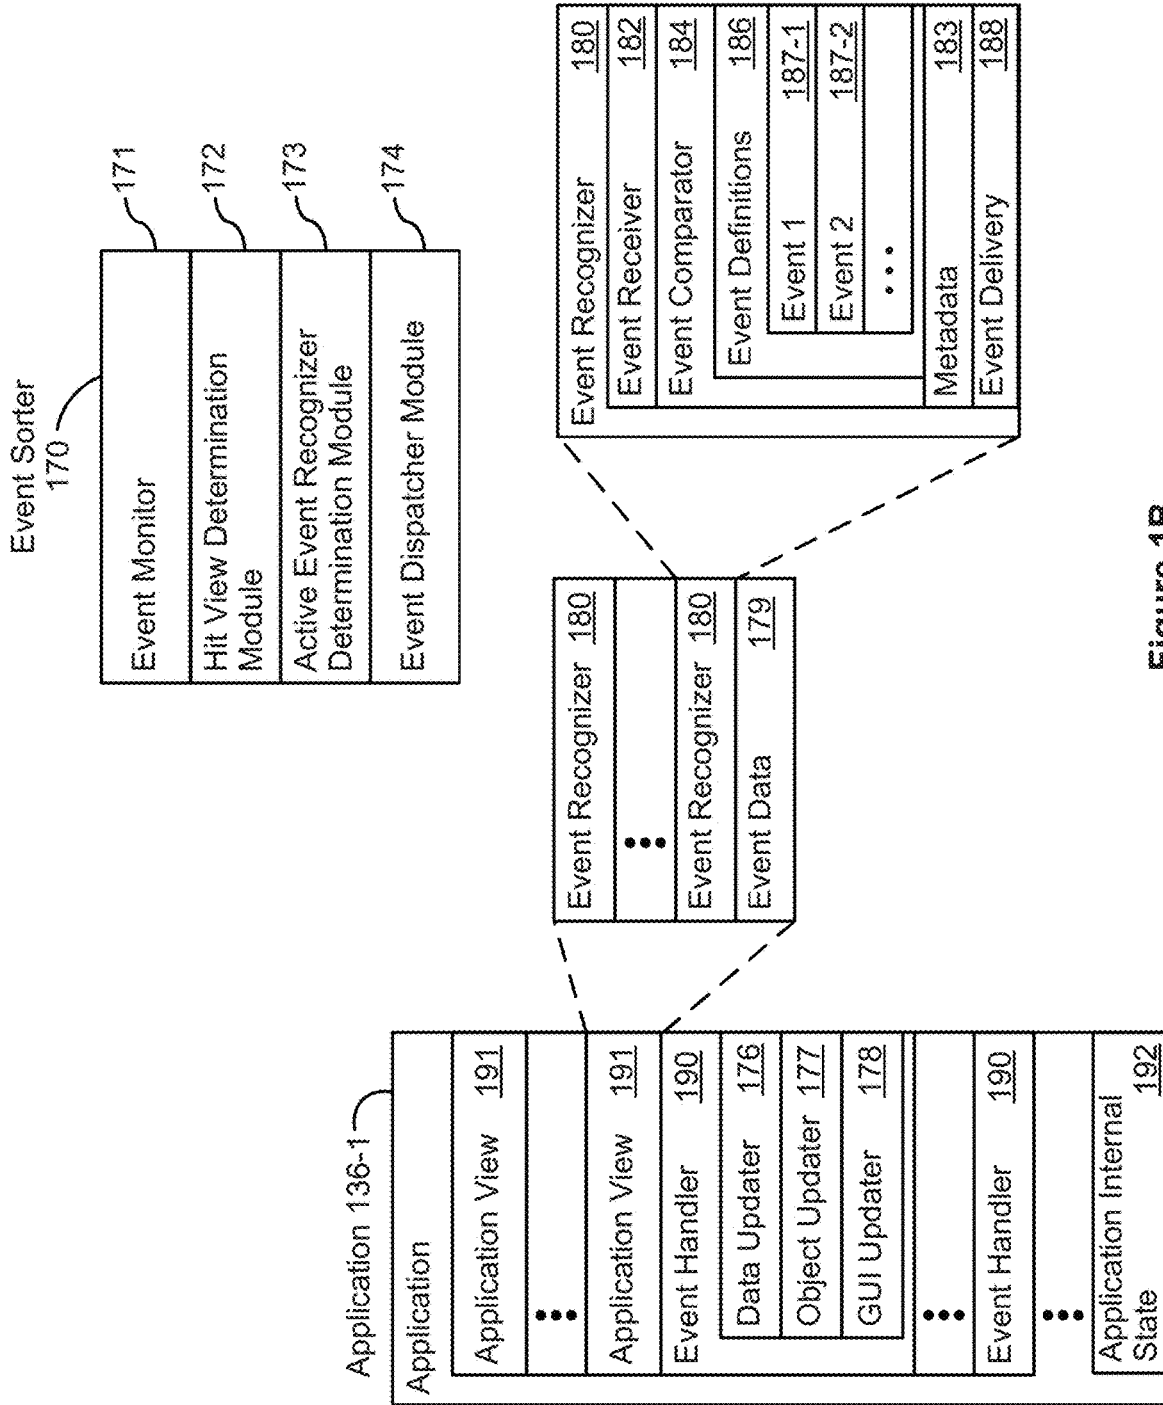 Event Sorter
170
Event Monitor
171
Hit View Determination
Module
172
Active Event Recognizer
Determination Module
173
Event Dispatcher Module
174
Application 136-1
Application
Application View 191
•••
Application View 191
Event Handler 190
Data Updater 176
Object Updater 177
GUI Updater 178
•••
Event Handler 190
•••
Application Internal
State 192
Event Recognizer 180
•••
Event Recognizer 180
Event Data 179
Event Recognizer 180
Event Receiver 182
Event Comparator 184
Event Definitions 186
Event 1 187-1
Event 2 187-2
•••
Metadata 183
Event Delivery 188
Figure 1B